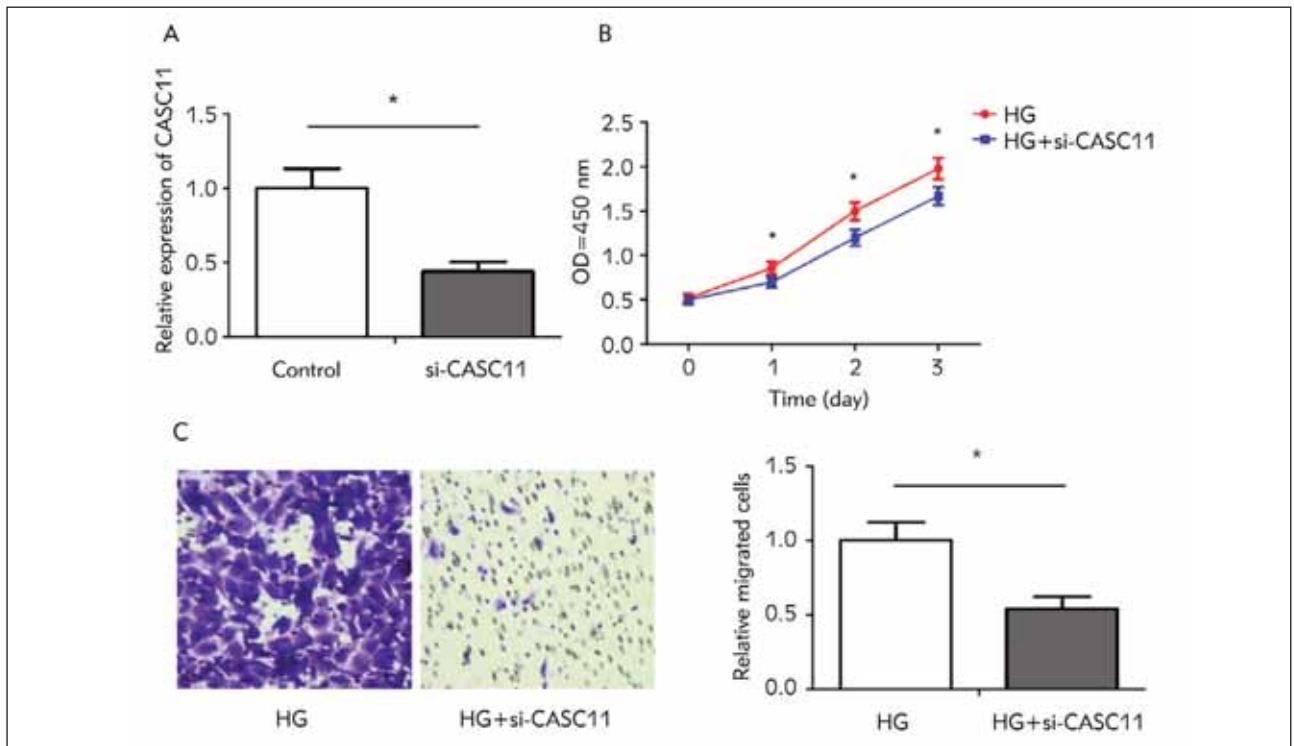 A
Relative expression of CASC11
1.5
1.0
0.5
0.0
*
Control
si-CASC11
B
OD=450 nm
2.5
2.0
1.5
1.0
0.5
0.0
*
*
*
0
1
2
3
Time (day)
HG
HG+si-CASC11
C
HG
HG+si-CASC11
Relative migrated cells
1.5
1.0
0.5
0.0
*
HG
HG+si-CASC11